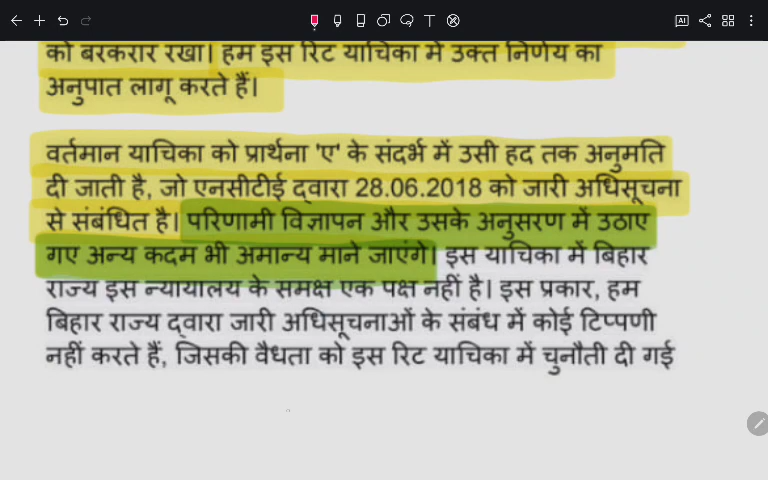 को बरकरार रखा। हम इस रिट याचिका में उक्त निर्णय का
अनुपात लागू करते हैं।
वर्तमान याचिका को प्रार्थना 'ए' के संदर्भ में उसी हद तक अनुमति
दी जाती है, जो एनसीटीई द्वारा 28.06.2018 को जारी अधिसूचना
से संबंधित है। परिणामी विज्ञापन और उसके अनुसरण में उठाए
गए अन्य कदम भी अमान्य माने जाएंगे। इस याचिका में बिहार
राज्य इस न्यायालय के समक्ष एक पक्ष नहीं है। इस प्रकार, हम
बिहार राज्य द्वारा जारी अधिसूचनाओं के संबंध में कोई टिप्पणी
नहीं करते हैं, जिसकी वैधता को इस रिट याचिका में चुनौती दी गई